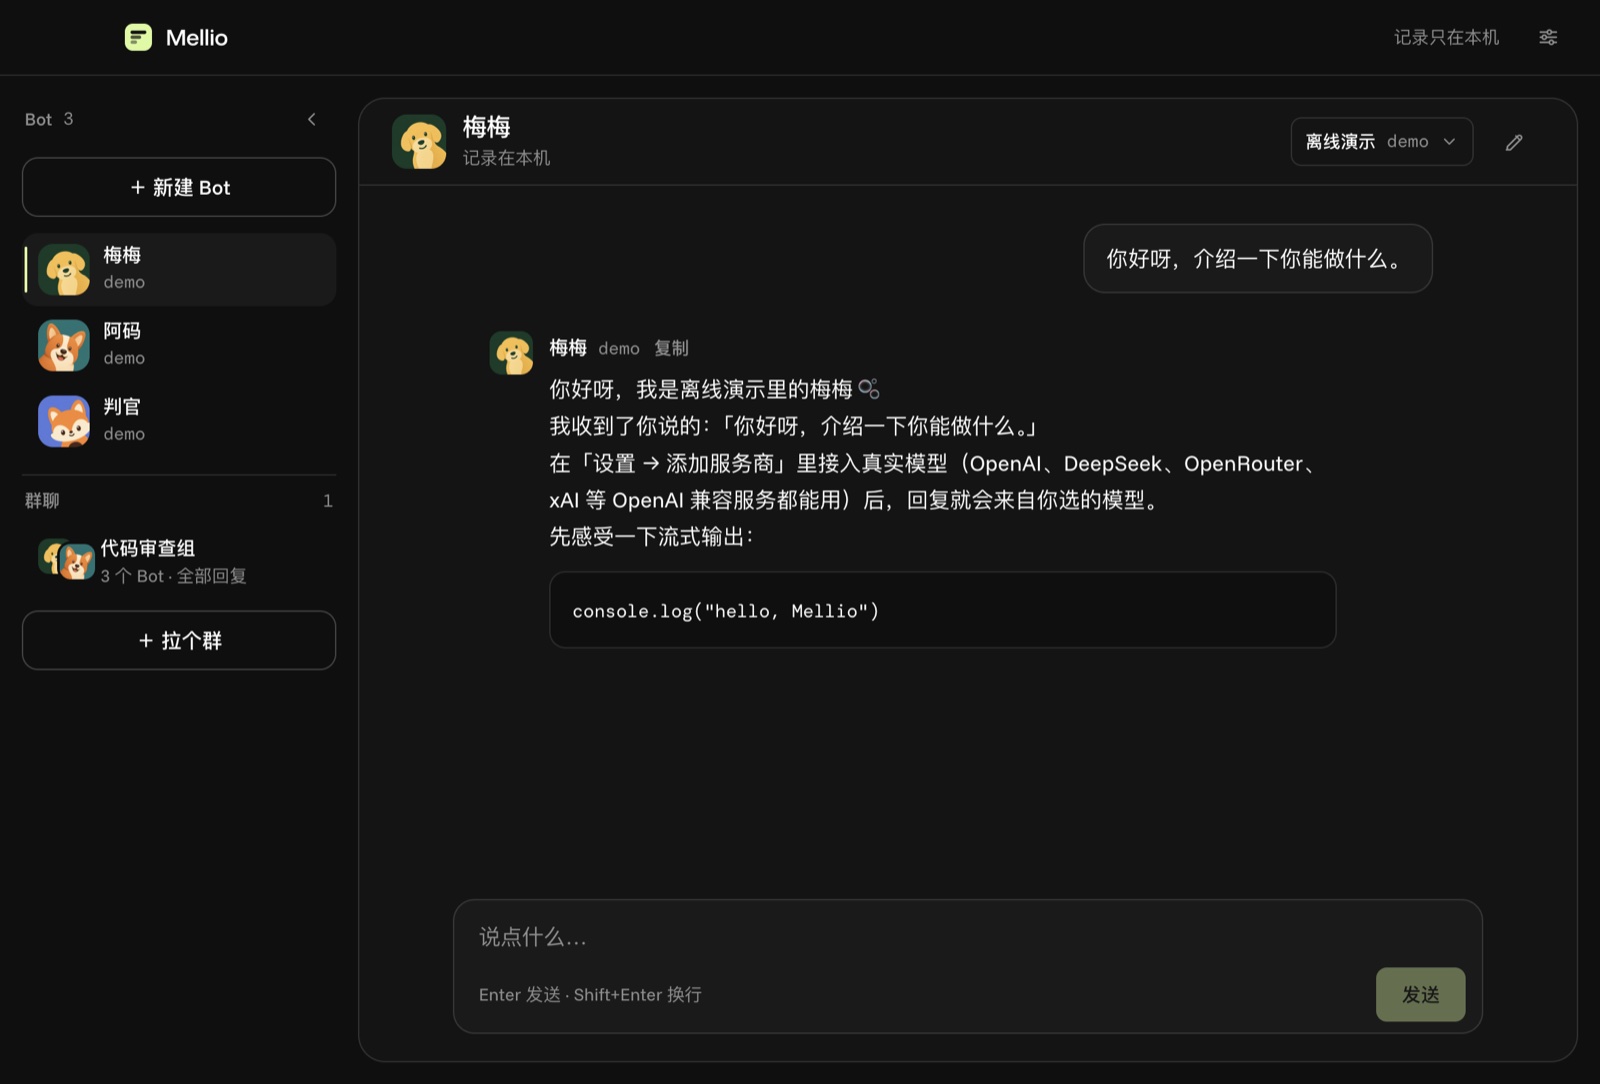 Mellio
记录只在本机
Bot 3
+ 新建 Bot
梅梅
demo
阿码
demo
判官
demo
群聊 1
代码审查组
3 个 Bot · 全部回复
+ 拉个群
梅梅
记录在本机
离线演示 demo
你好呀，介绍一下你能做什么。
梅梅 demo 复制
你好呀，我是离线演示里的梅梅🫧
我收到了你说的：「你好呀，介绍一下你能做什么。」
在「设置 → 添加服务商」里接入真实模型（OpenAI、DeepSeek、OpenRouter、
xAI 等 OpenAI 兼容服务都能用）后，回复就会来自你选的模型。
先感受一下流式输出：
console.log("hello, Mellio")
说点什么…
Enter 发送 · Shift+Enter 换行
发送